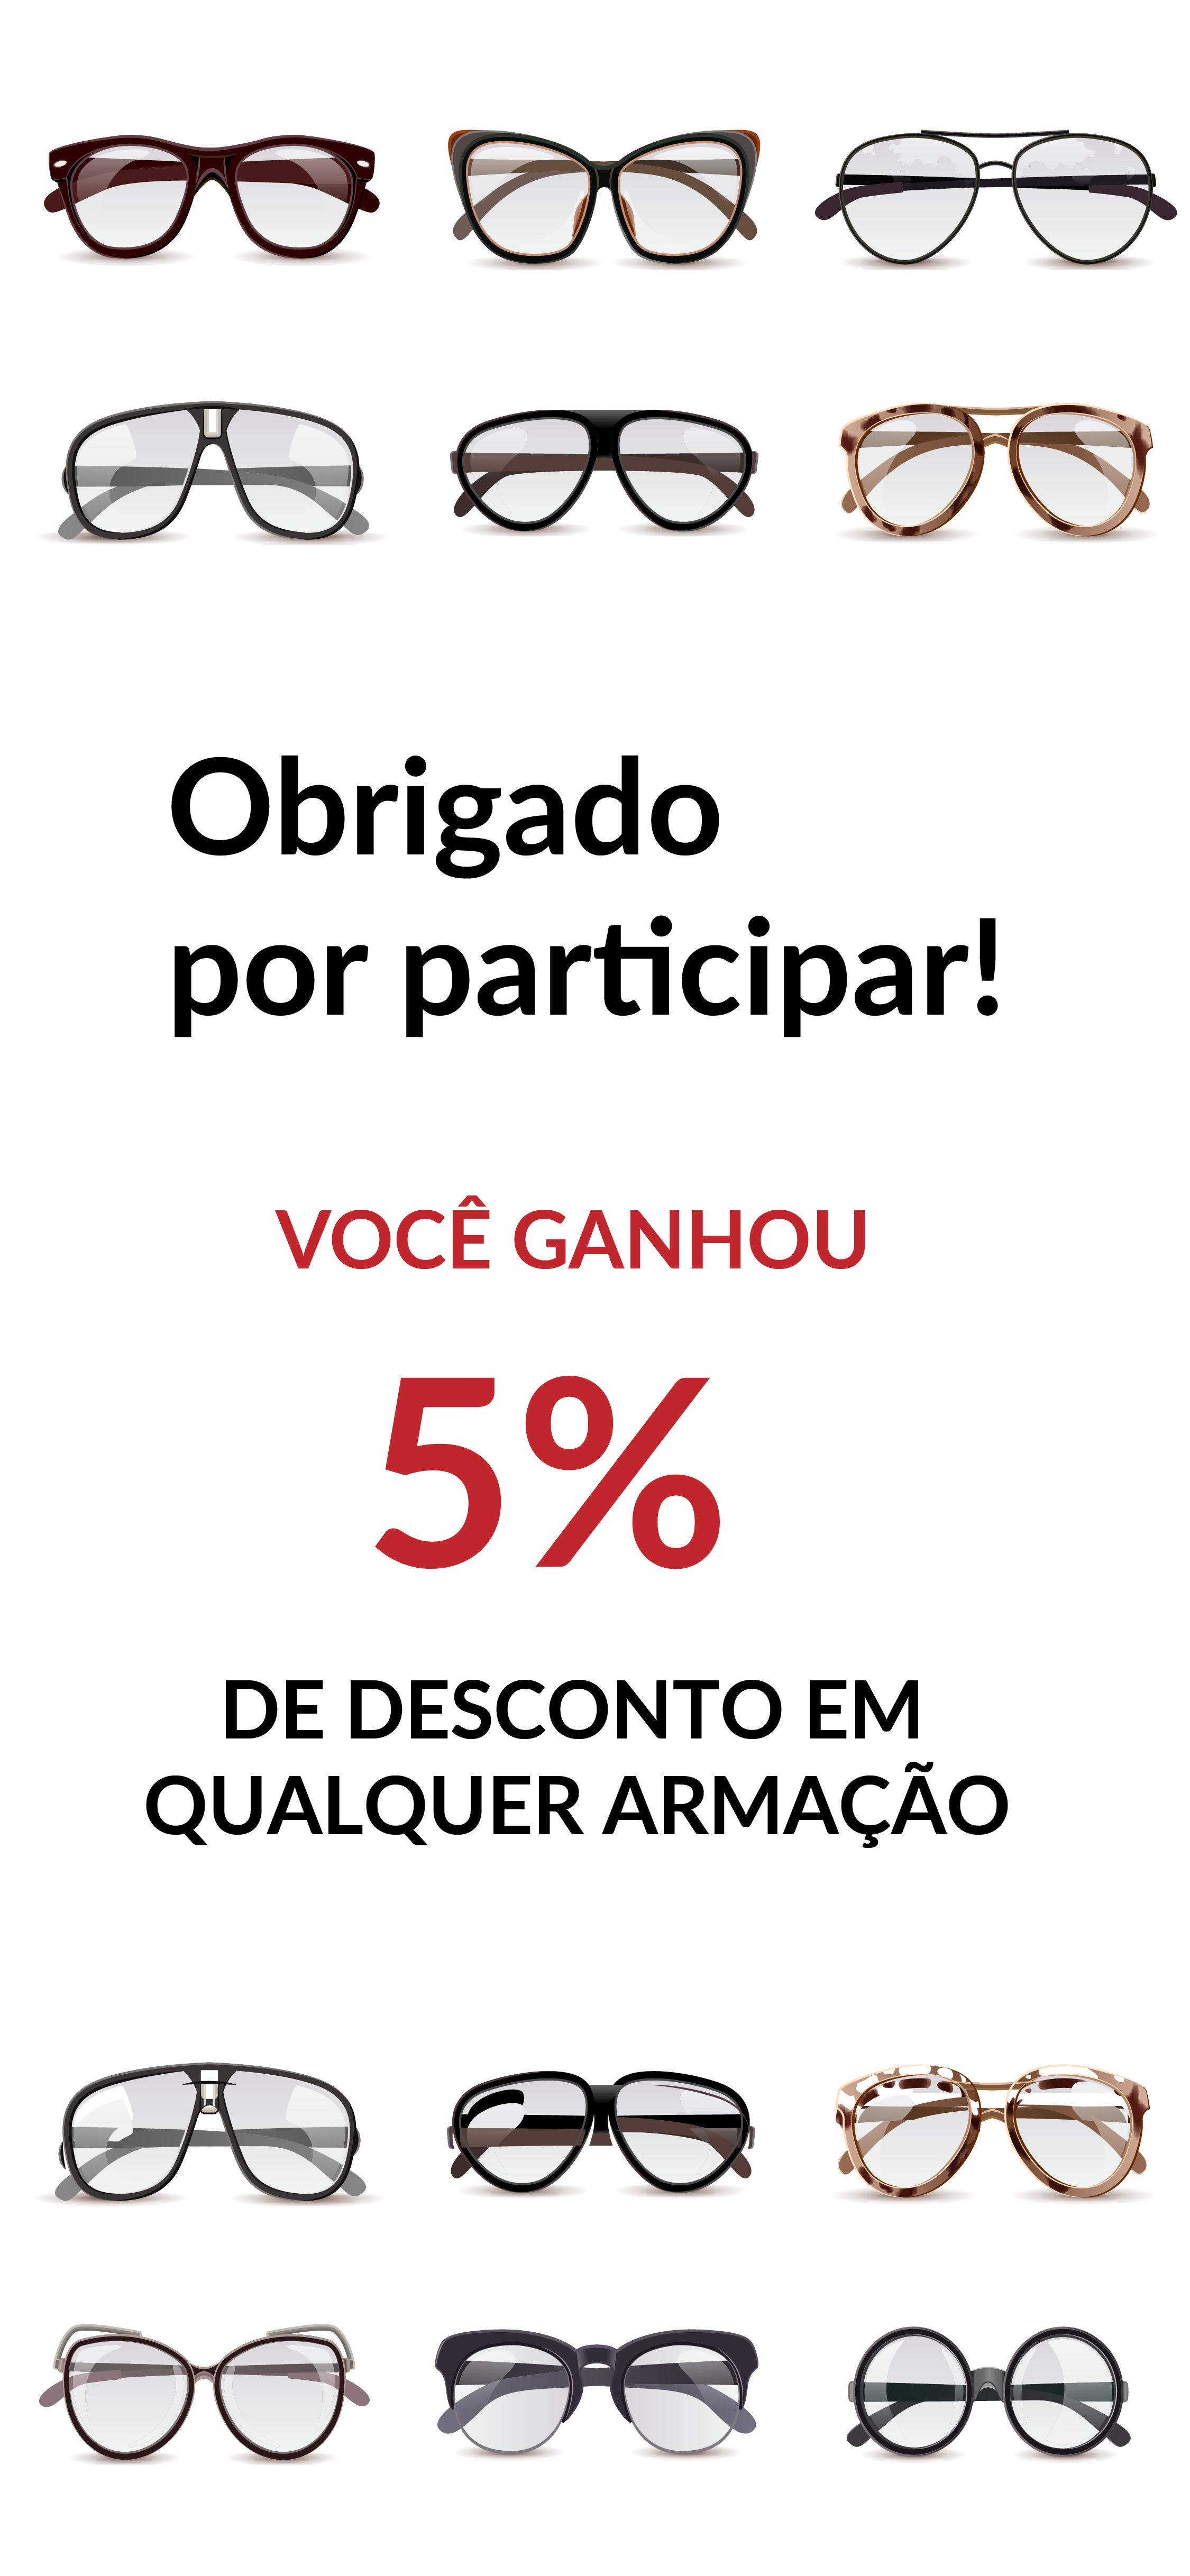 Obrigado
por participar!
VOCÊ GANHOU
5%
DE DESCONTO EM
QUALQUER ARMAÇÃO